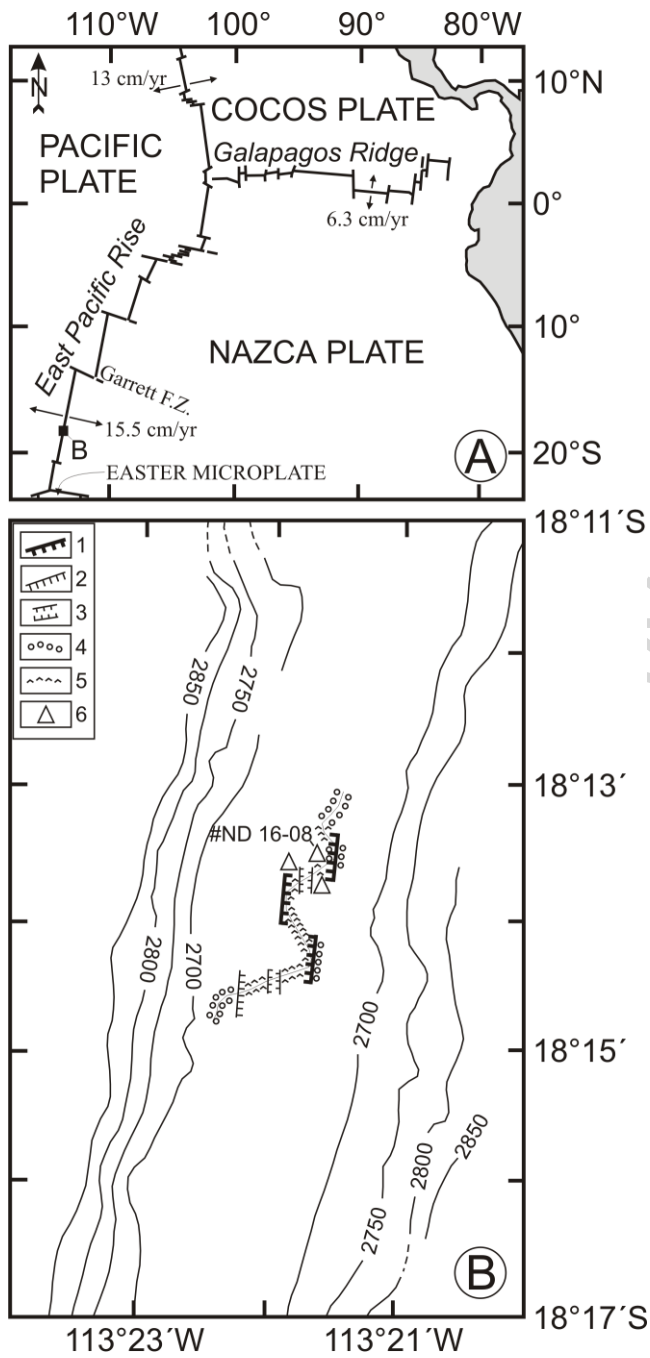 110°W 100° 90° 80°W
N
13 cm/yr
10°N
COCOS PLATE
PACIFIC
PLATE
Galapagos Ridge
0°
6.3 cm/yr
East Pacific Rise
10°
NAZCA PLATE
Garrett F.Z.
15.5 cm/yr
B
A
20°S
EASTER MICROPLATE
18°11´S
1
2
3
4
5
6
2850
2750
18°13´
#ND 16-08
2800
2700
2700
18°15´
2850
2800
2750
B
18°17´S
113°23´W 113°21´W